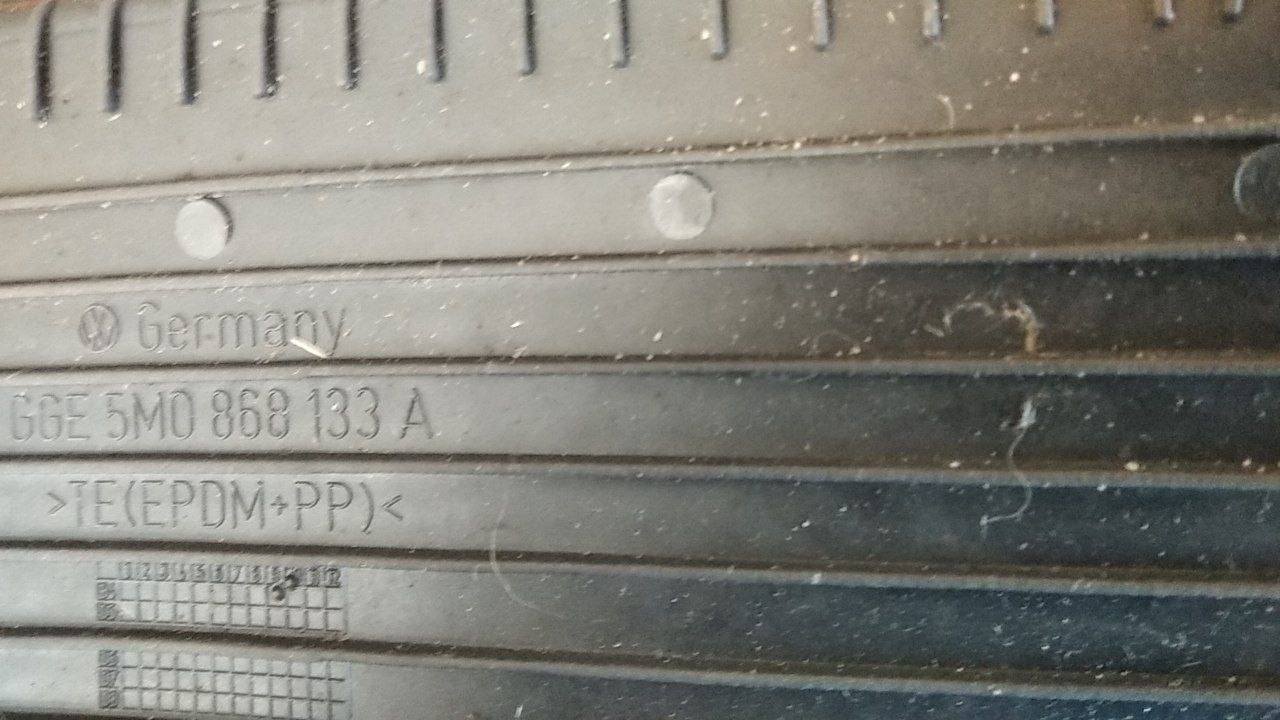 Germany
GGE 5M0 868 133 A
>TE(EPDM+PP)<